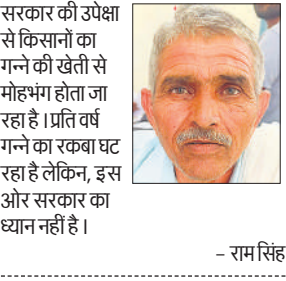 सरकार की उपेक्षा
से किसानों का
गन्ने की खेती से
मोहभंग होता जा
रहा है। प्रति वर्ष
गन्ने का रकबा घट
रहा है लेकिन, इस
ओर सरकार का
ध्यान नहीं है।
– राम सिंह